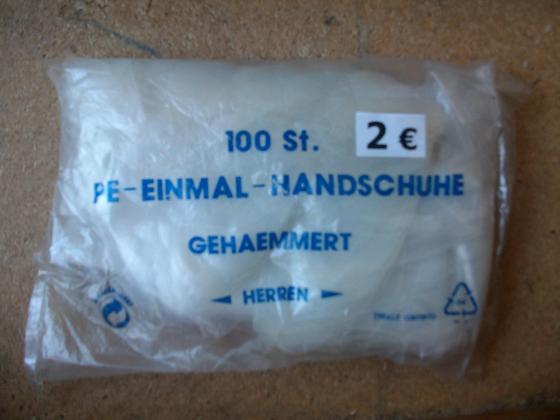 100 St.
2 €
PE-EINMAL-HANDSCHUHE
GEHAEMMERT
HERREN